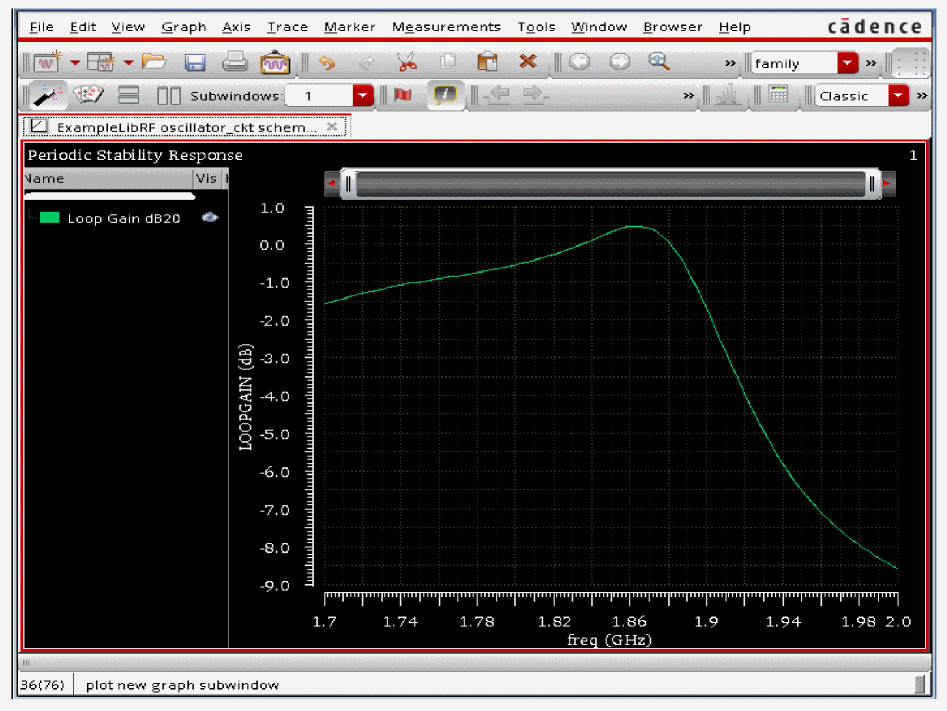 File Edit View Graph Axis Trace Marker Measurements Tools Window Browser Help cādence
» family »
Subwindows: 1 » Classic »
ExampleLibRF oscillator_ckt schem... ×
Periodic Stability Response 1
Name Vis
Loop Gain dB20
1.0
0.0
-1.0
-2.0
-3.0
-4.0
-5.0
-6.0
-7.0
-8.0
-9.0
LOOPGAIN (dB)
1.7 1.74 1.78 1.82 1.86 1.9 1.94 1.98 2.0
freq (GHz)
36(76) plot new graph subwindow